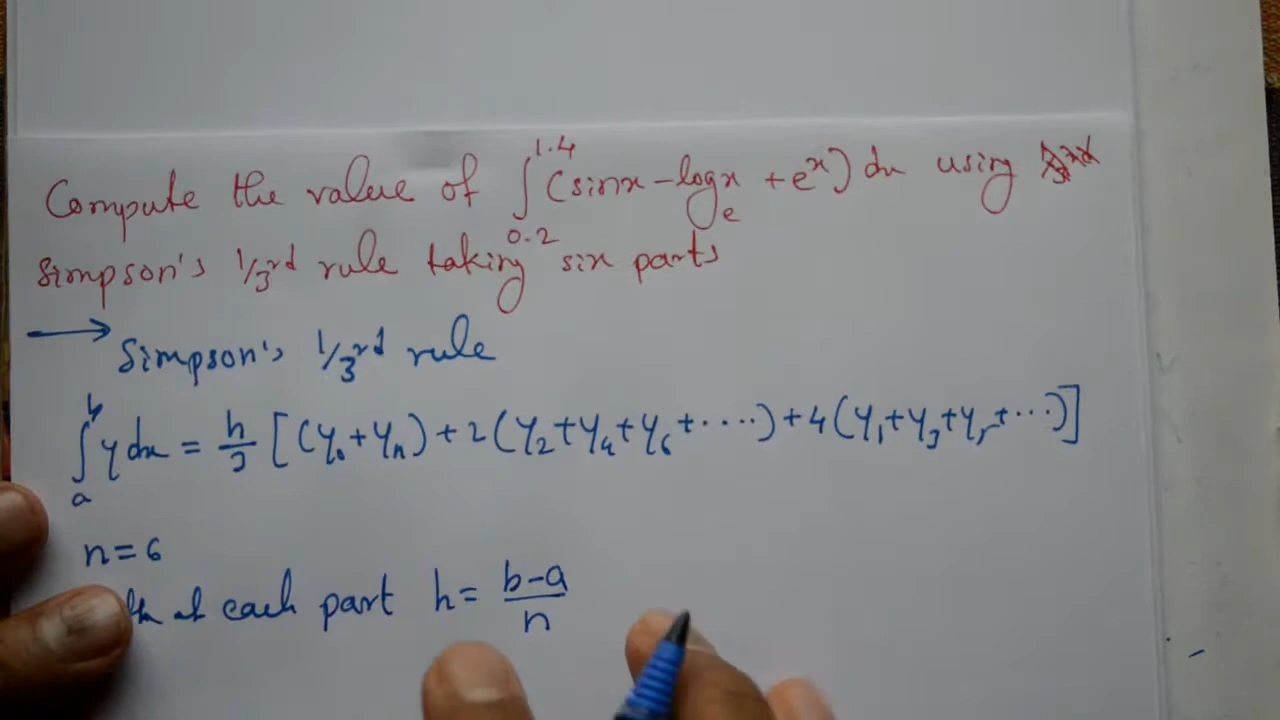 Compute the value of ∫_{0.2}^{1.4} (sinx - log_e x + e^x) dx using
Simpson's 1/3rd rule taking six parts
→ Simpson's 1/3rd rule
∫_a^b y dx = h/3 [(y₀ + yₙ) + 2(y₂ + y₄ + y₆ + ....) + 4(y₁ + y₃ + y₅ + ...)]
n = 6
of each part h = b-a/n